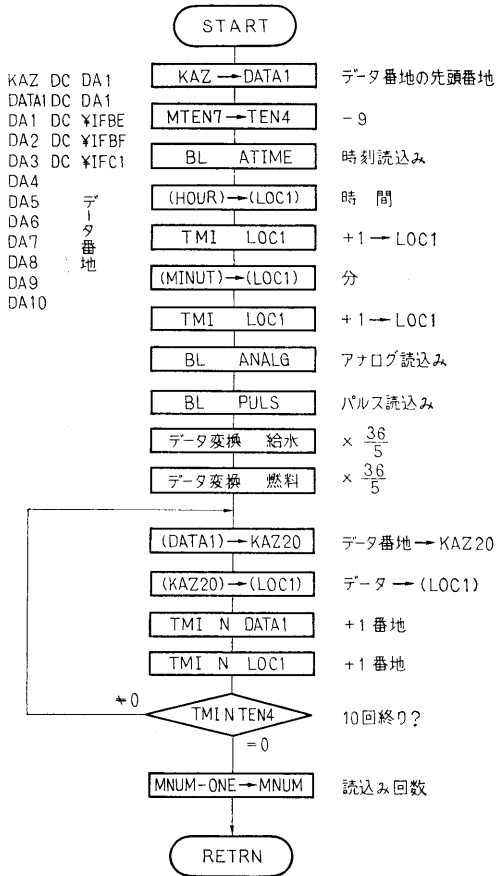 START
KAZ DC DA1
DATA1 DC DA1
DA1 DC ¥IFBE
DA2 DC ¥IFBF
DA3 DC ¥IFC1
DA4
DA5
DA6
DA7
DA8
DA9
DA10
データ番地
KAZ→DATA1 データ番地の先頭番地
MTEN7→TEN4 -9
BL ATIME 時刻読込み
(HOUR)→(LOC1) 時 間
TMI LOC1 +1→LOC1
(MINUT)→(LOC1) 分
TMI LOC1 +1→LOC1
BL ANALG アナログ読込み
BL PULS パルス読込み
データ変換 給水 × 36/5
データ変換 燃料 × 36/5
(DATA1)→KAZ20 データ番地→KAZ20
(KAZ20)→(LOC1) データ→(LOC1)
TMI N DATA1 +1番地
TMI N LOC1 +1番地
≠0
TMI N TEN4 10回終り?
=0
MNUM-ONE→MNUM 読込み回数
RETRN